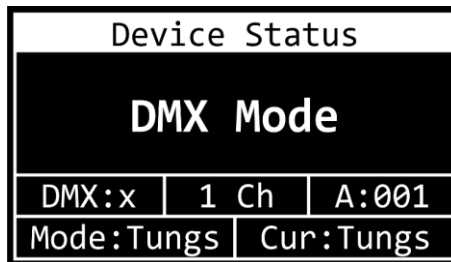 Device Status
DMX Mode
DMX:x 1 Ch A:001
Mode:Tungs Cur:Tungs